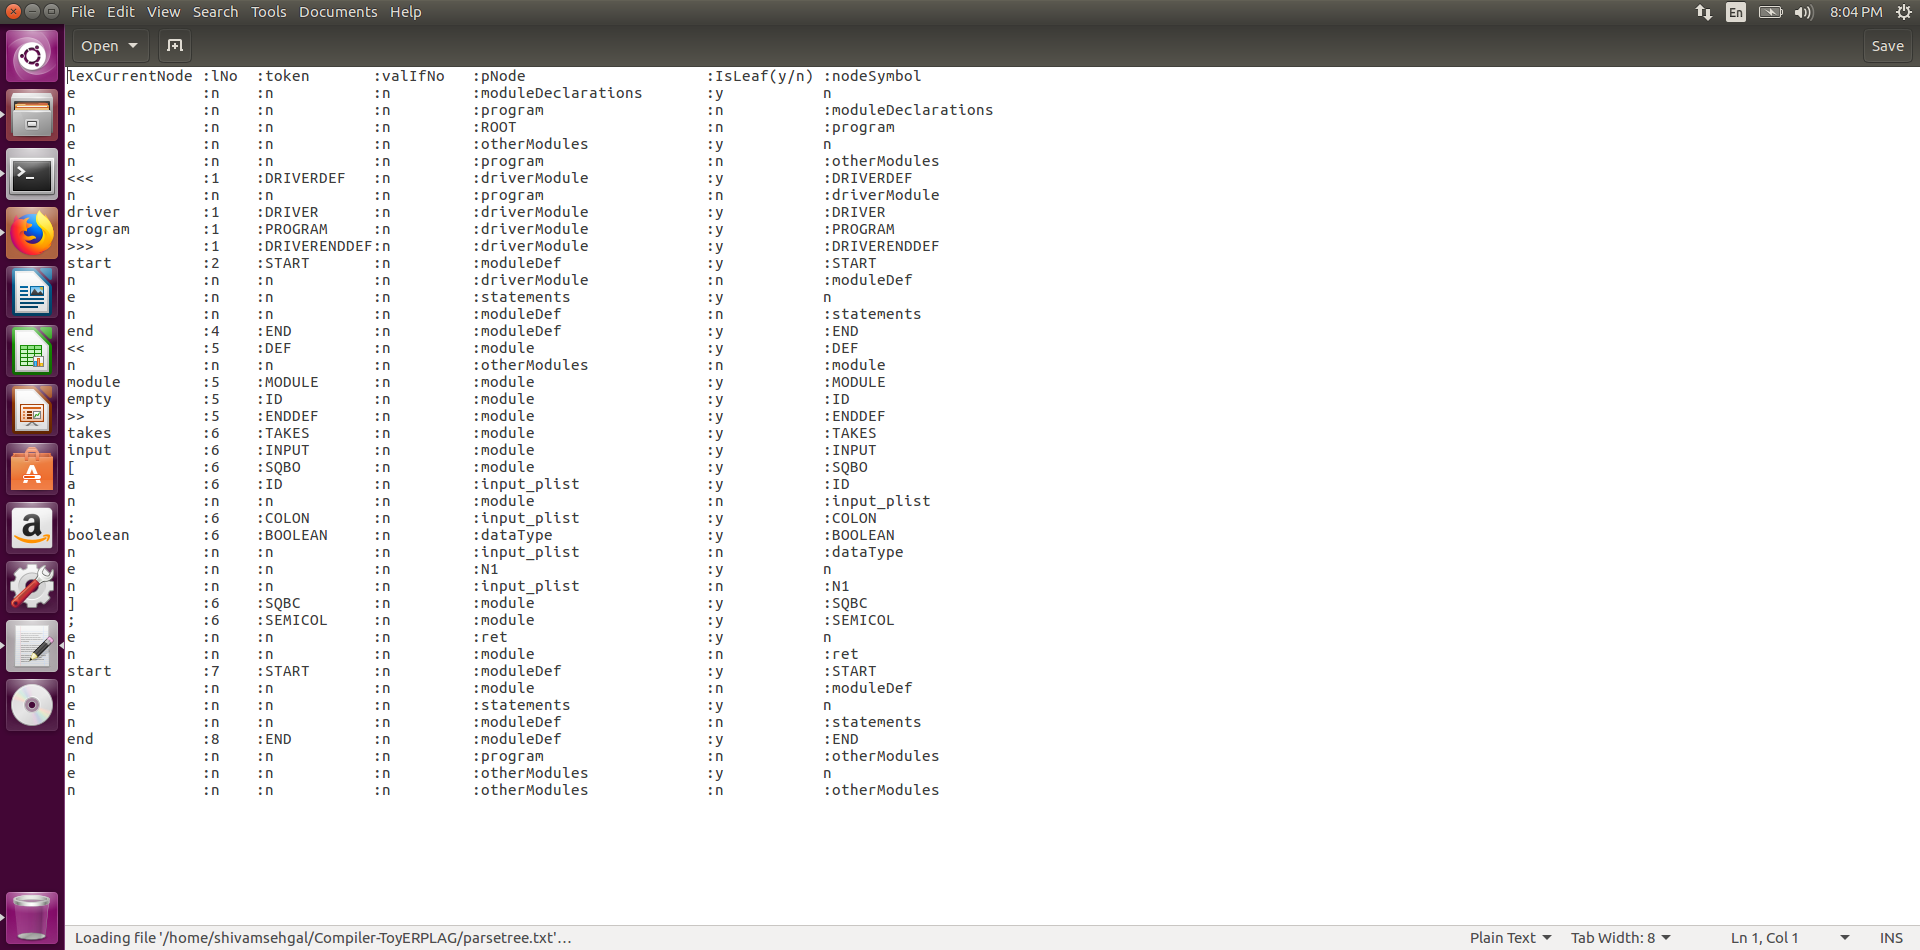 File Edit View Search Tools Documents Help En 8:04 PM
Open Save
lexCurrentNode :lNo :token :valIfNo :pNode :IsLeaf(y/n) :nodeSymbol
e :n :n :n :moduleDeclarations :y n
n :n :n :n :program :n :moduleDeclarations
n :n :n :n :ROOT :n :program
e :n :n :n :otherModules :y n
n :n :n :n :program :n :otherModules
<<< :1 :DRIVERDEF :n :driverModule :y :DRIVERDEF
n :n :n :n :program :n :driverModule
driver :1 :DRIVER :n :driverModule :y :DRIVER
program :1 :PROGRAM :n :driverModule :y :PROGRAM
>>> :1 :DRIVERENDDEF:n :driverModule :y :DRIVERENDDEF
start :2 :START :n :moduleDef :y :START
n :n :n :n :driverModule :n :moduleDef
e :n :n :n :statements :y n
n :n :n :n :moduleDef :n :statements
end :4 :END :n :moduleDef :y :END
<< :5 :DEF :n :module :y :DEF
n :n :n :n :otherModules :n :module
module :5 :MODULE :n :module :y :MODULE
empty :5 :ID :n :module :y :ID
>> :5 :ENDDEF :n :module :y :ENDDEF
takes :6 :TAKES :n :module :y :TAKES
input :6 :INPUT :n :module :y :INPUT
[ :6 :SQBO :n :module :y :SQBO
a :6 :ID :n :input_plist :y :ID
n :n :n :n :module :n :input_plist
: :6 :COLON :n :input_plist :y :COLON
boolean :6 :BOOLEAN :n :dataType :y :BOOLEAN
n :n :n :n :input_plist :n :dataType
e :n :n :n :N1 :y n
n :n :n :n :input_plist :n :N1
] :6 :SQBC :n :module :y :SQBC
; :6 :SEMICOL :n :module :y :SEMICOL
e :n :n :n :ret :y n
n :n :n :n :module :n :ret
start :7 :START :n :moduleDef :y :START
n :n :n :n :module :n :moduleDef
e :n :n :n :statements :y n
n :n :n :n :moduleDef :n :statements
end :8 :END :n :moduleDef :y :END
n :n :n :n :program :n :otherModules
e :n :n :n :otherModules :y n
n :n :n :n :otherModules :n :otherModules
Loading file '/home/shivamsehgal/Compiler-ToyERPLAG/parsetree.txt'… Plain Text Tab Width: 8 Ln 1, Col 1 INS